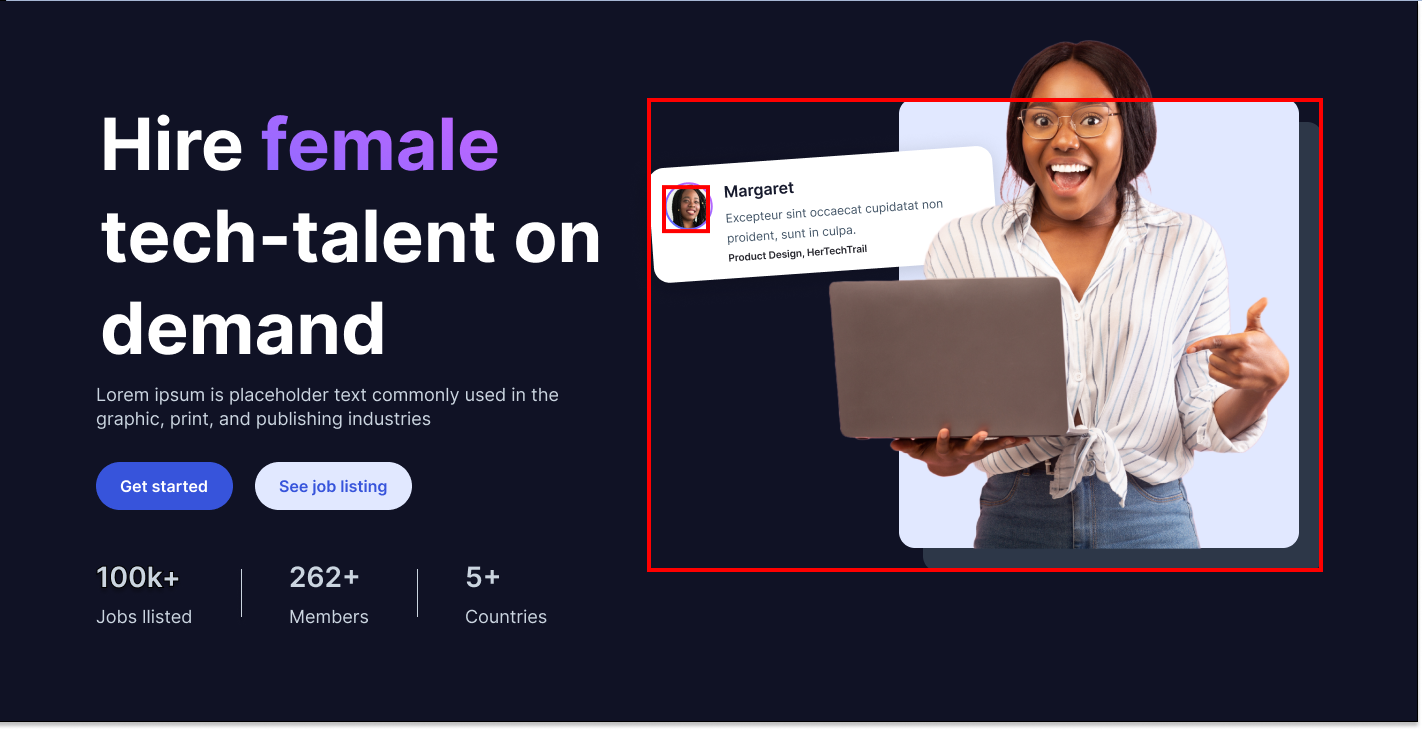 Hire female
tech-talent on
demand
Lorem ipsum is placeholder text commonly used in the
graphic, print, and publishing industries
Get started
See job listing
100k+
Jobs llisted
262+
Members
5+
Countries
Margaret
Excepteur sint occaecat cupidatat non
proident, sunt in culpa.
Product Design, HerTechTrail